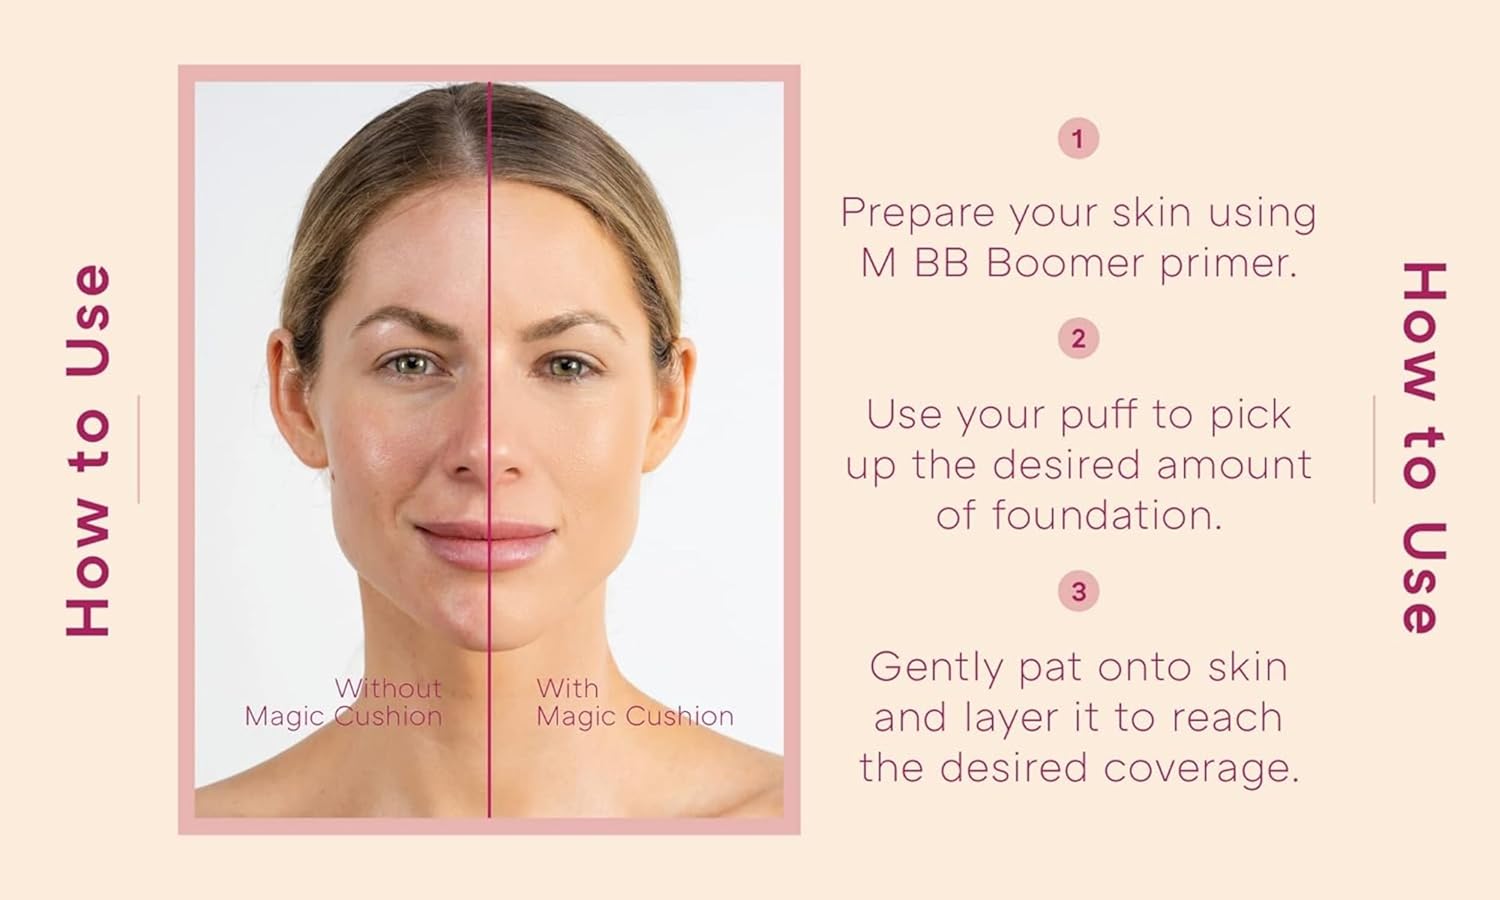 How to Use
Without
Magic Cushion
With
Magic Cushion
1
Prepare your skin using
M BB Boomer primer.
2
Use your puff to pick
up the desired amount
of foundation.
3
Gently pat onto skin
and layer it to reach
the desired coverage.
How to Use